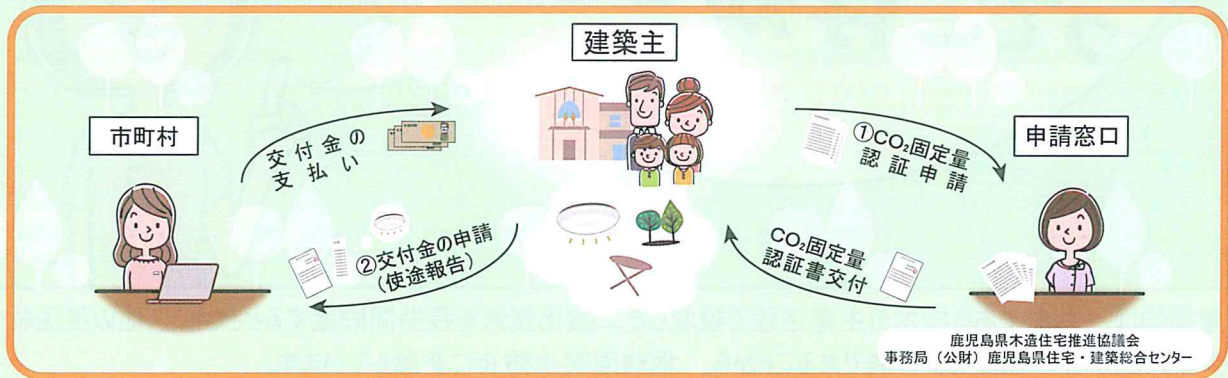 建築主
市町村
交付金の
支払い
①CO₂固定量
認証申請
申請窓口
②交付金の申請
(使途報告)
CO₂固定量
認証書交付
鹿児島県木造住宅推進協議会
事務局（公財）鹿児島県住宅・建築総合センター